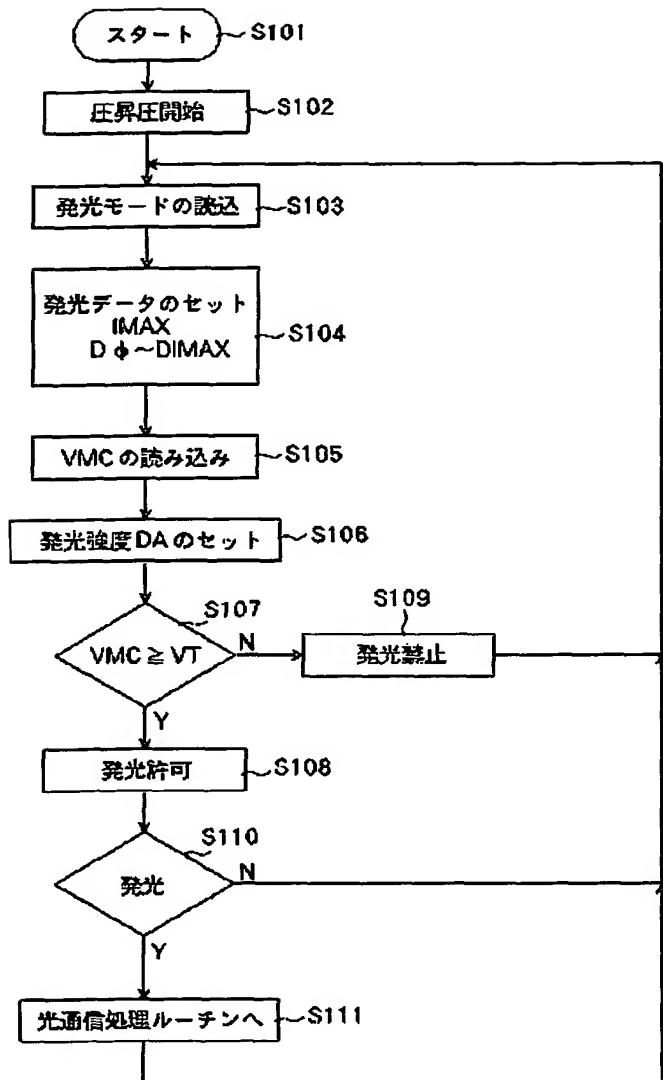 スタート S101
圧昇圧開始 S102
発光モードの読込 S103
発光データのセット
IMAX
Dφ～DIMAX
S104
VMCの読み込み S105
発光強度DAのセット S106
S107
VMC ≧ VT
N
Y
S109
発光禁止
発光許可 S108
S110
発光
N
Y
光通信処理ルーチンへ S111